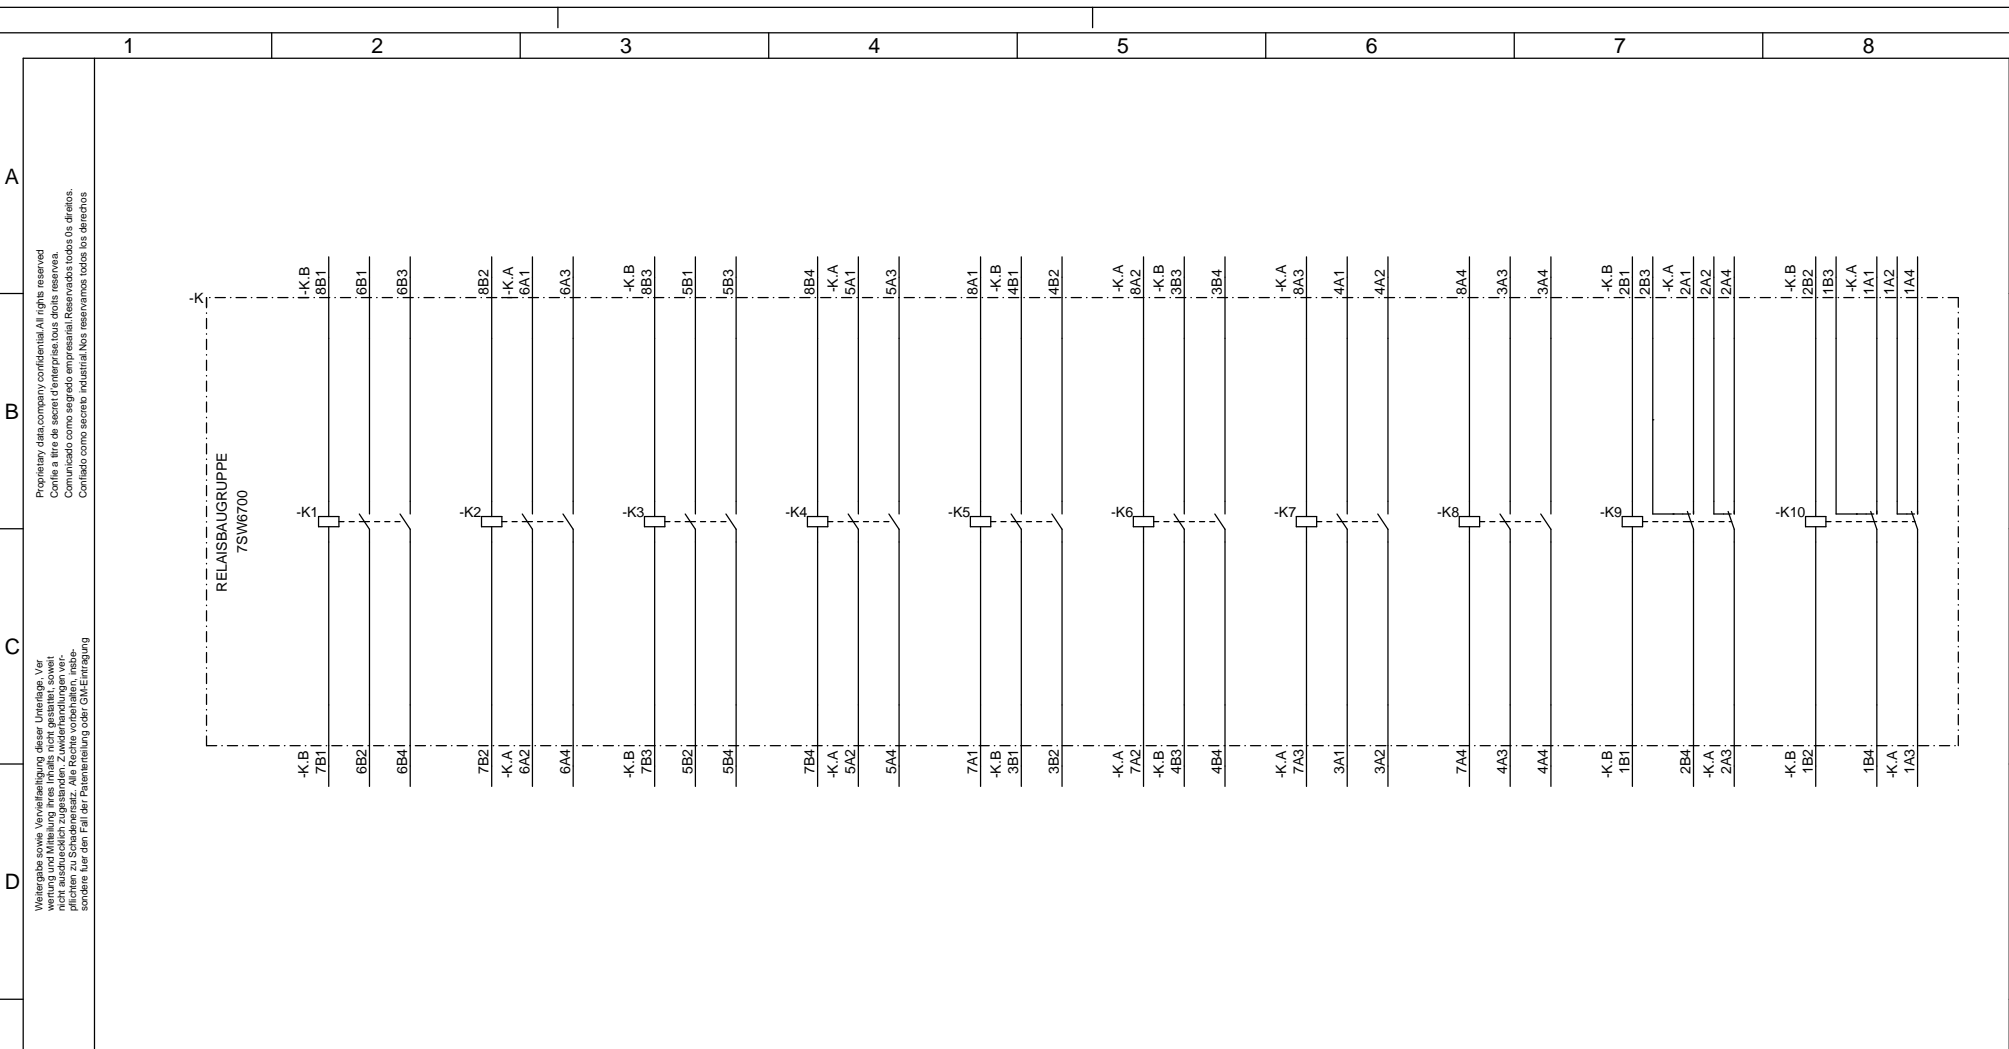 1 2 3 4 5 6 7 8
A
B
C
D
Proprietary data,company confidential.All rights reserved
Confie a titre de secret d'enterprise.tous droits reservea.
Comunicado como segredo empresarial.Reservados todos 0s direitos.
Confiado como secreto industrial.Nos reservamos todos los derechos
Weitergabe sowie Vervielfaeltigung dieser Unterlage, Ver
wertung und Mitteilung ihres Inhalts nicht gestattet, soweit
nicht ausdruecklich zugestanden. Zuwiderhandlungen ver-
pflichten zu Schadenersatz. Alle Rechte vorbehalten, insbe-
sondere fuer den Fall der Patenterteilung oder GM-Eintragung
-K
RELAISBAUGRUPPE
7SW6700
-K.B 8B1 6B1 6B3
8B2 -K.A 6A1 6A3
-K.B 8B3 5B1 5B3
8B4 -K.A 5A1 5A3
8A1 -K.B 4B1 4B2
-K.A 8A2 -K.B 3B3 3B4
-K.A 8A3 4A1 4A2
8A4 3A3 3A4
-K.B 2B1 2B3 -K.A 2A1 2A2 2A4
-K.B 2B2 1B3 -K.A 1A1 1A2 1A4
-K1 -K2 -K3 -K4 -K5 -K6 -K7 -K8 -K9 -K10
-K.B 7B1 6B2 6B4
7B2 -K.A 6A2 6A4
-K.B 7B3 5B2 5B4
7B4 -K.A 5A2 5A4
7A1 -K.B 3B1 3B2
-K.A 7A2 -K.B 4B3 4B4
-K.A 7A3 3A1 3A2
7A4 4A3 4A4
-K.B 1B1 2B4 -K.A 2A3
-K.B 1B2 1B4 -K.A 1A3